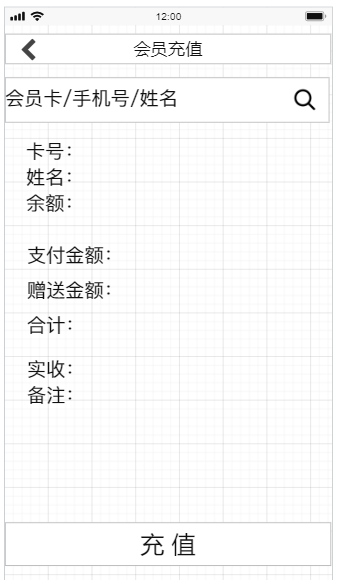 12:00
会员充值
会员卡/手机号/姓名
卡号：
姓名：
余额：
支付金额：
赠送金额：
合计：
实收：
备注：
充 值